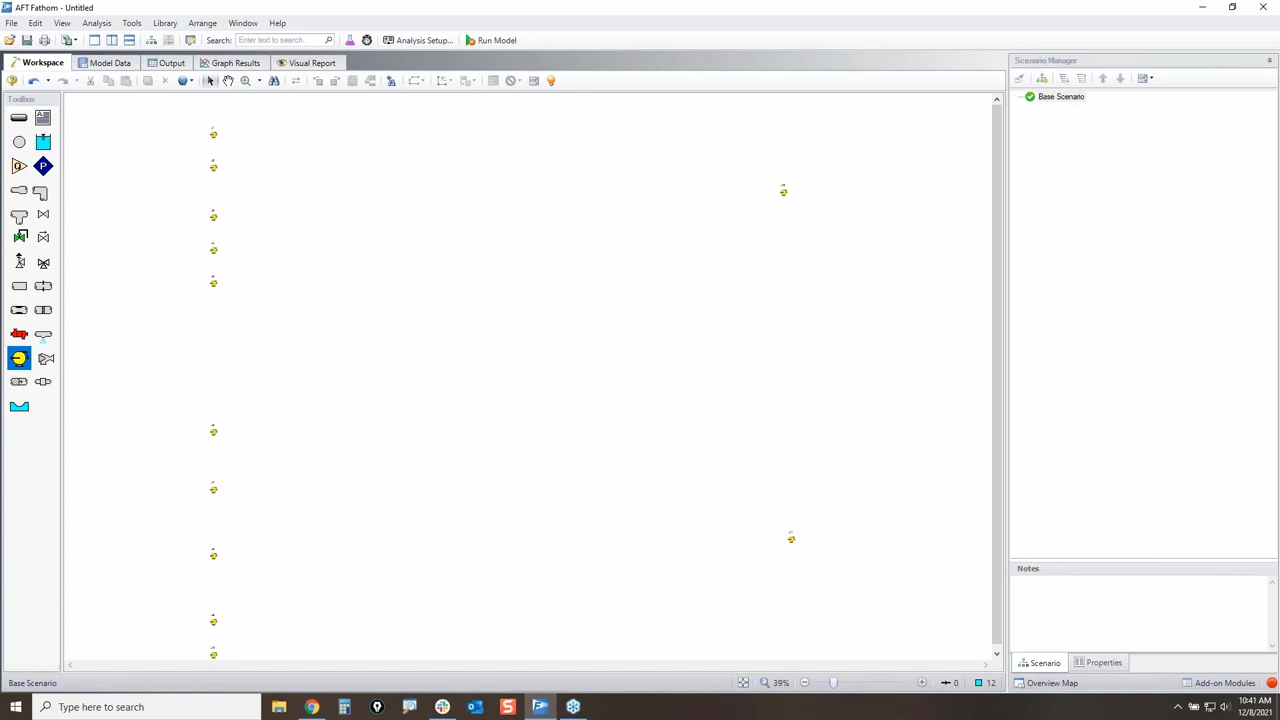 AFT Fathom - Untitled
File Edit View Analysis Tools Library Arrange Window Help
Search: Enter text to search.. Analysis Setup... Run Model
Workspace Model Data Output Graph Results Visual Report
Scenario Manager
Toolbox
Base Scenario
Notes
Scenario Properties
Base Scenario 39% 0 12 Overview Map Add-on Modules
Type here to search
10:41 AM
12/8/2021